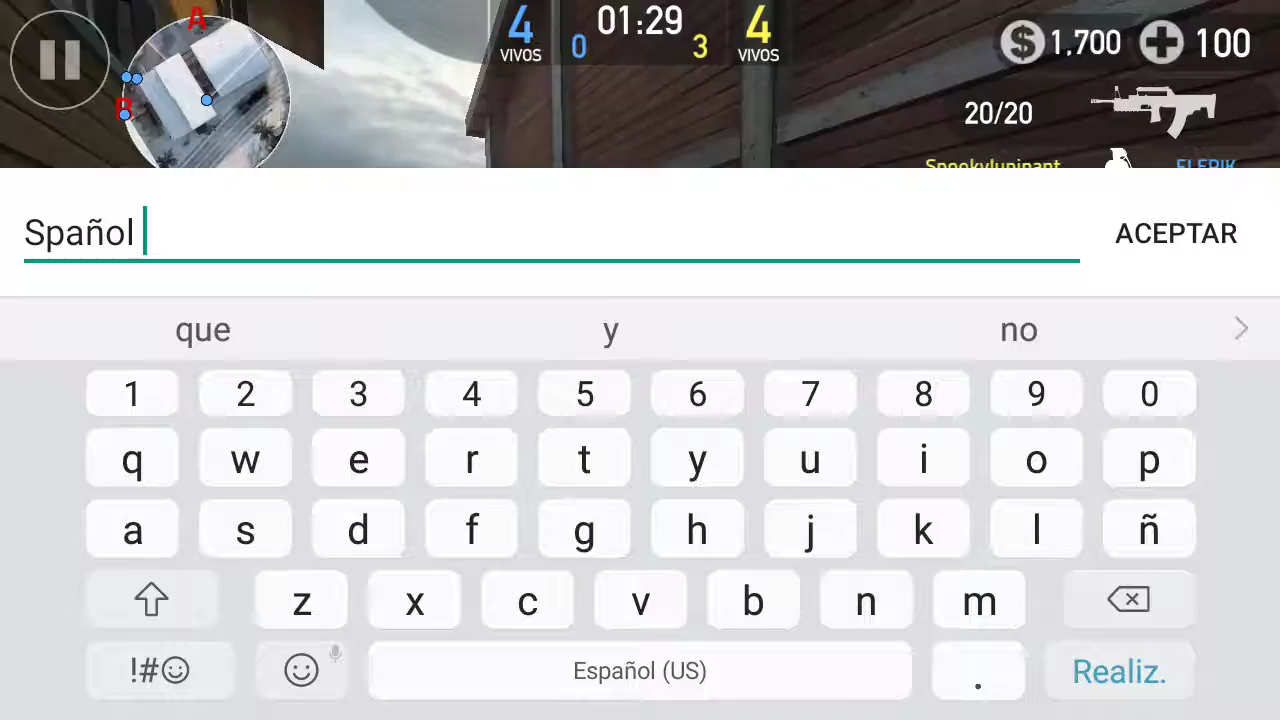 A
B
4
VIVOS
0
01:29
3
4
VIVOS
$ 1,700
100
20/20
Spookylupinant
ELEPIK
Spañol
ACEPTAR
que y no
1 2 3 4 5 6 7 8 9 0
q w e r t y u i o p
a s d f g h j k l ñ
z x c v b n m
!#☺ Español (US) . Realiz.